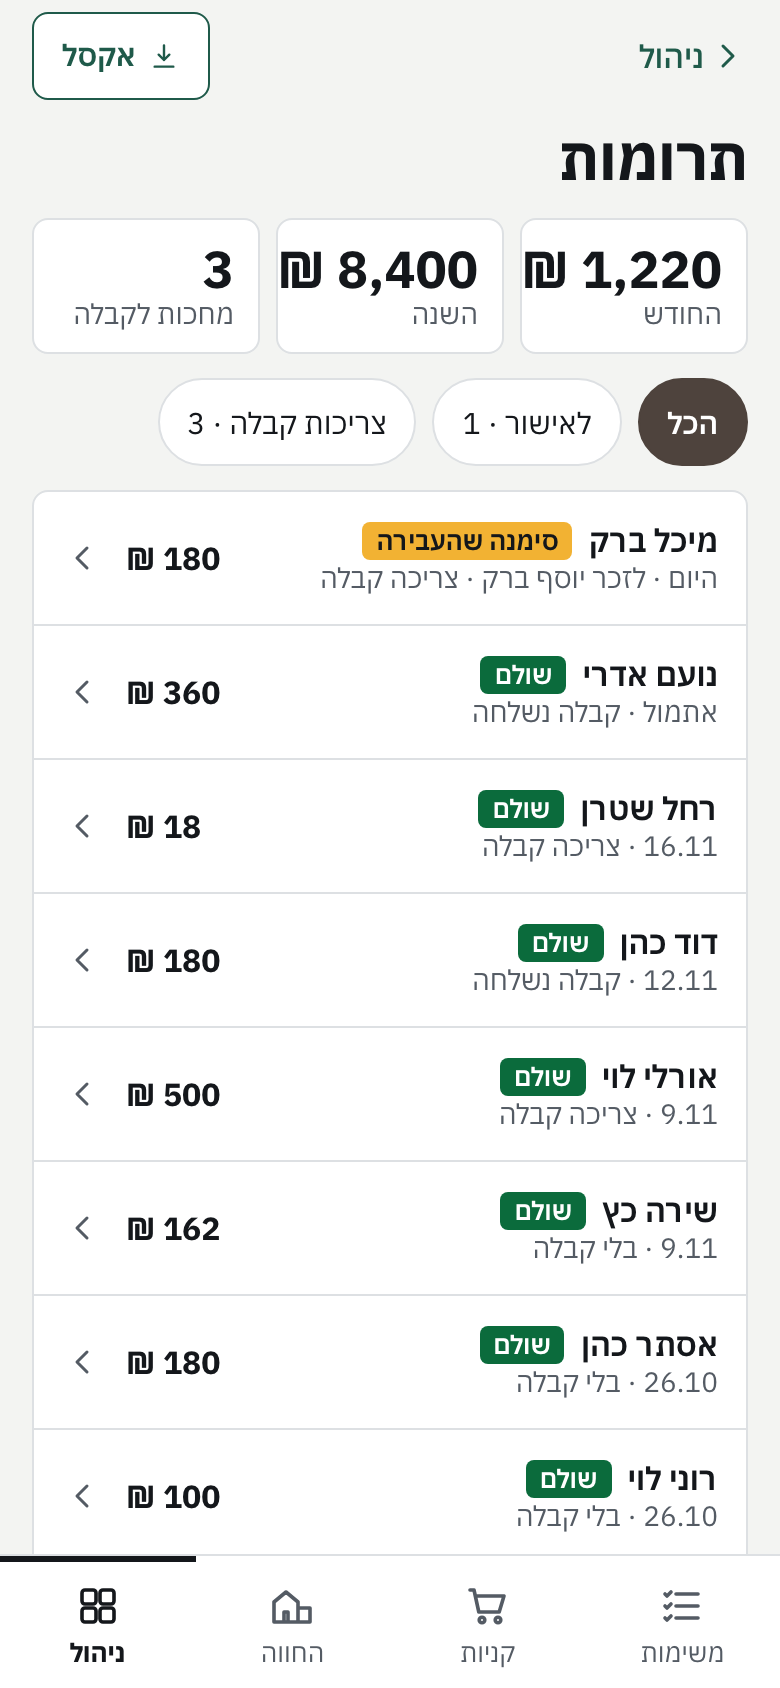 ניהול
אקסל
תרומות
1,220 ₪
החודש
8,400 ₪
השנה
3
מחכות לקבלה
הכל
לאישור · 1
צריכות קבלה · 3
מיכל ברק סימנה שהעבירה
היום · לזכר יוסף ברק · צריכה קבלה
180 ₪
נועם אדרי שולם
אתמול · קבלה נשלחה
360 ₪
רחל שטרן שולם
16.11 · צריכה קבלה
18 ₪
דוד כהן שולם
12.11 · קבלה נשלחה
180 ₪
אורלי לוי שולם
9.11 · צריכה קבלה
500 ₪
שירה כץ שולם
9.11 · בלי קבלה
162 ₪
אסתר כהן שולם
26.10 · בלי קבלה
180 ₪
רוני לוי שולם
26.10 · בלי קבלה
100 ₪
משימות
קניות
החווה
ניהול